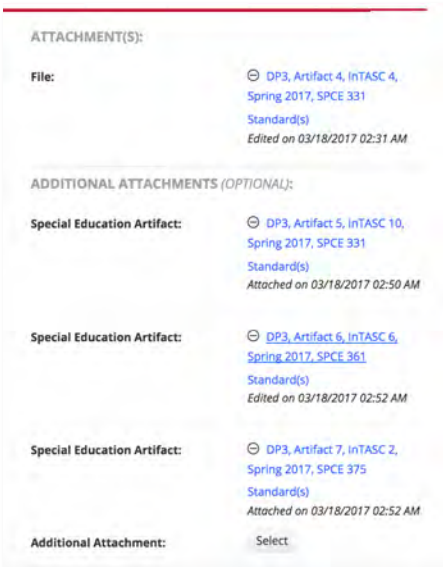 ATTACHMENT(S):
File:
DP3, Artifact 4, InTASC 4,
Spring 2017, SPCE 331
Standard(s)
Edited on 03/18/2017 02:31 AM
ADDITIONAL ATTACHMENTS (OPTIONAL):
Special Education Artifact:
DP3, Artifact 5, InTASC 10,
Spring 2017, SPCE 331
Standard(s)
Attached on 03/18/2017 02:50 AM
Special Education Artifact:
DP3, Artifact 6, InTASC 6,
Spring 2017, SPCE 361
Standard(s)
Edited on 03/18/2017 02:52 AM
Special Education Artifact:
DP3, Artifact 7, InTASC 2,
Spring 2017, SPCE 375
Standard(s)
Attached on 03/18/2017 02:52 AM
Additional Attachment:
Select